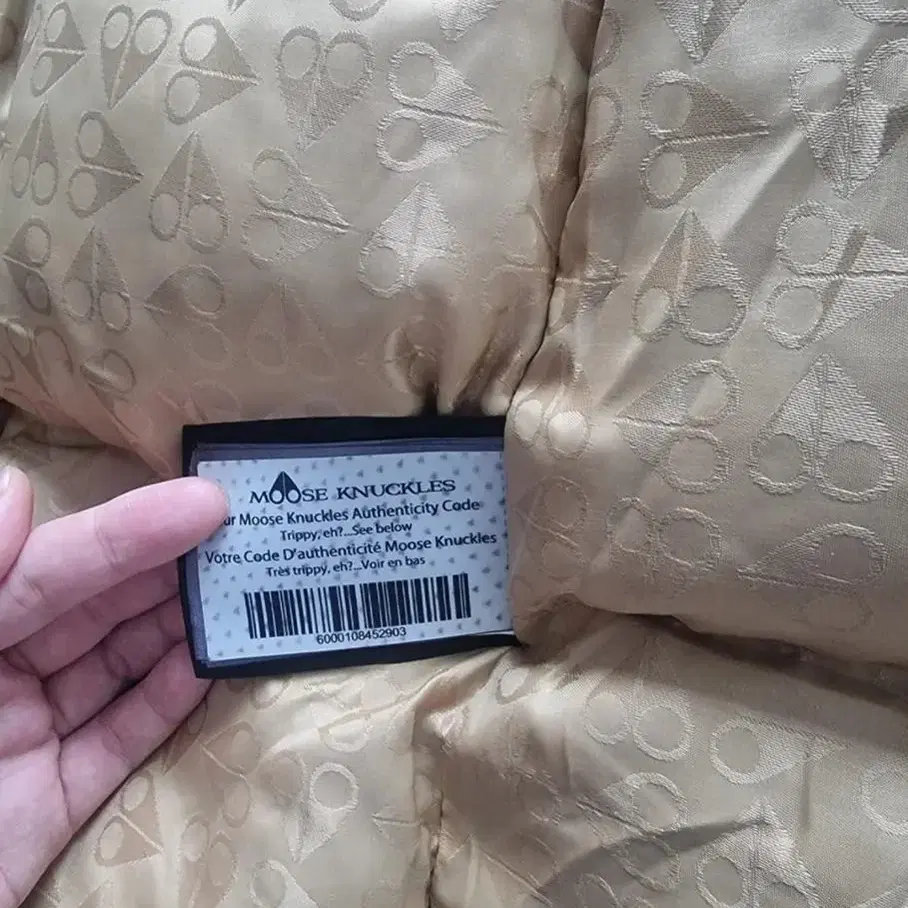 MOOSE KNUCKLES
ur Moose Knuckles Authenticity Code
Trippy, eh?...See below
Votre Code D'authenticité Moose Knuckles
Très trippy, eh?...Voir en bas
6000108452903